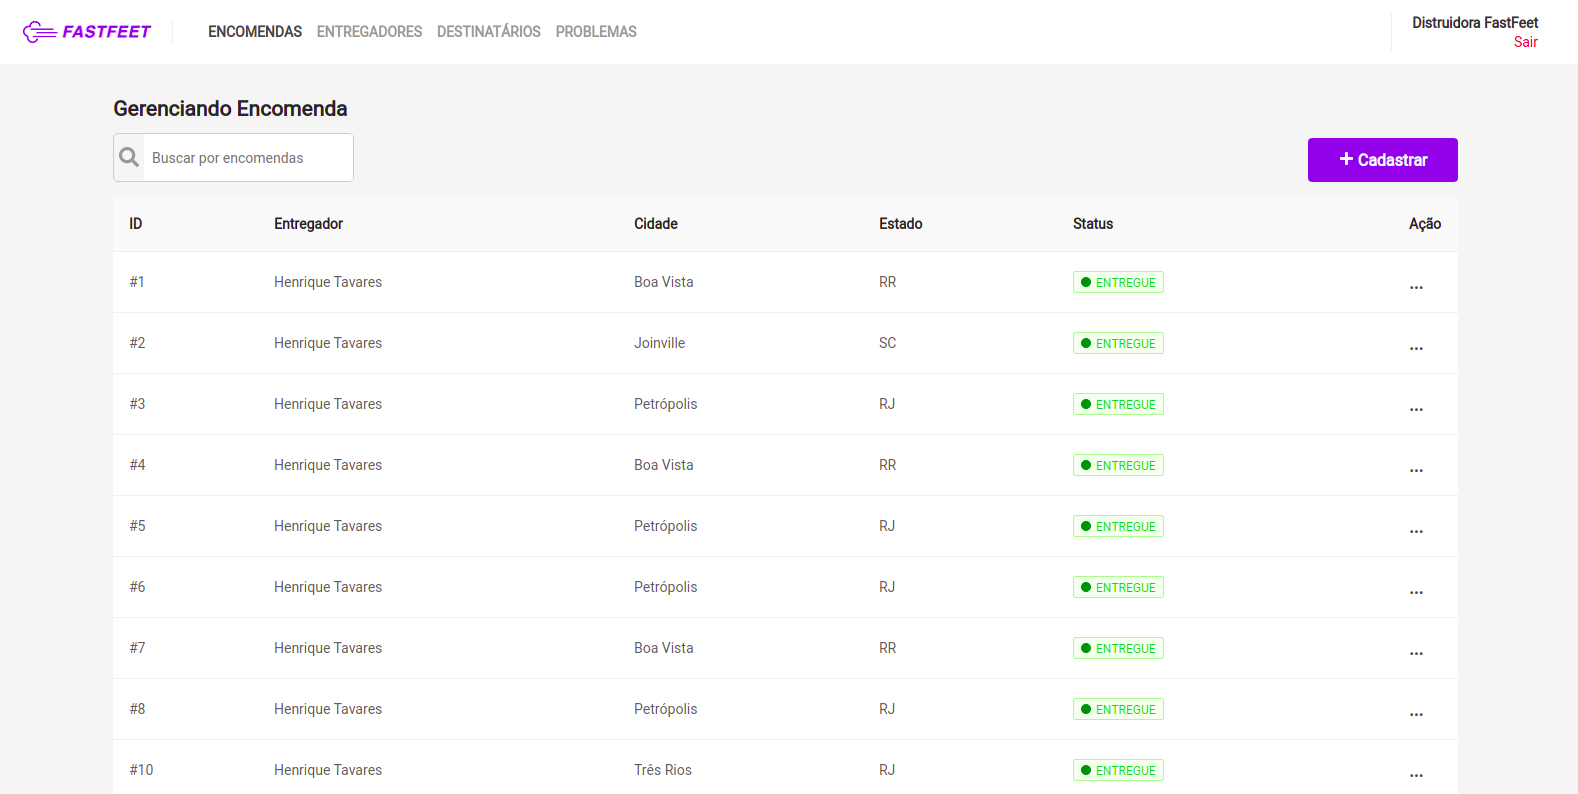 FASTFEET ENCOMENDAS ENTREGADORES DESTINATÁRIOS PROBLEMAS Distruidora FastFeet
Sair
Gerenciando Encomenda
Buscar por encomendas + Cadastrar
ID Entregador Cidade Estado Status Ação
#1 Henrique Tavares Boa Vista RR ENTREGUE ...
#2 Henrique Tavares Joinville SC ENTREGUE ...
#3 Henrique Tavares Petrópolis RJ ENTREGUE ...
#4 Henrique Tavares Boa Vista RR ENTREGUE ...
#5 Henrique Tavares Petrópolis RJ ENTREGUE ...
#6 Henrique Tavares Petrópolis RJ ENTREGUE ...
#7 Henrique Tavares Boa Vista RR ENTREGUE ...
#8 Henrique Tavares Petrópolis RJ ENTREGUE ...
#10 Henrique Tavares Três Rios RJ ENTREGUE ...